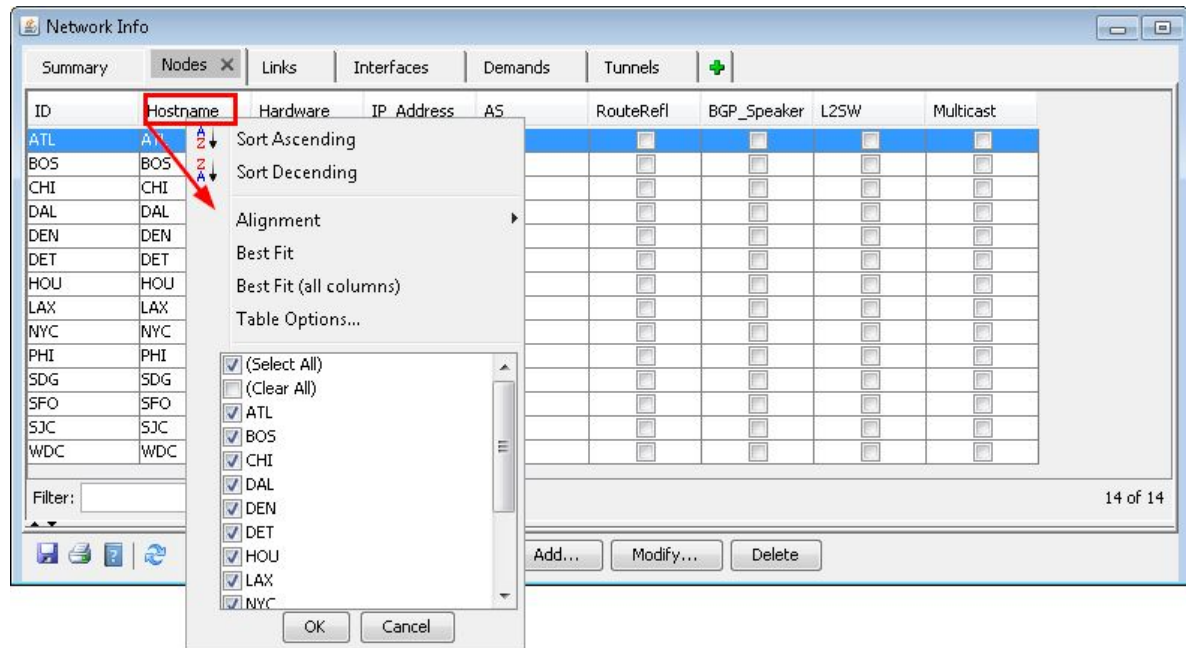 Network Info
Summary Nodes Links Interfaces Demands Tunnels
ID Hostname Hardware IP_Address AS RouteRefl BGP_Speaker L2SW Multicast
ATL ATL
BOS BOS
CHI CHI
DAL DAL
DEN DEN
DET DET
HOU HOU
LAX LAX
NYC NYC
PHI PHI
SDG SDG
SFO SFO
SJC SJC
WDC WDC
Sort Ascending
Sort Decending
Alignment
Best Fit
Best Fit (all columns)
Table Options...
(Select All)
(Clear All)
ATL
BOS
CHI
DAL
DEN
DET
HOU
LAX
NYC
OK Cancel
Filter: 14 of 14
Add... Modify... Delete